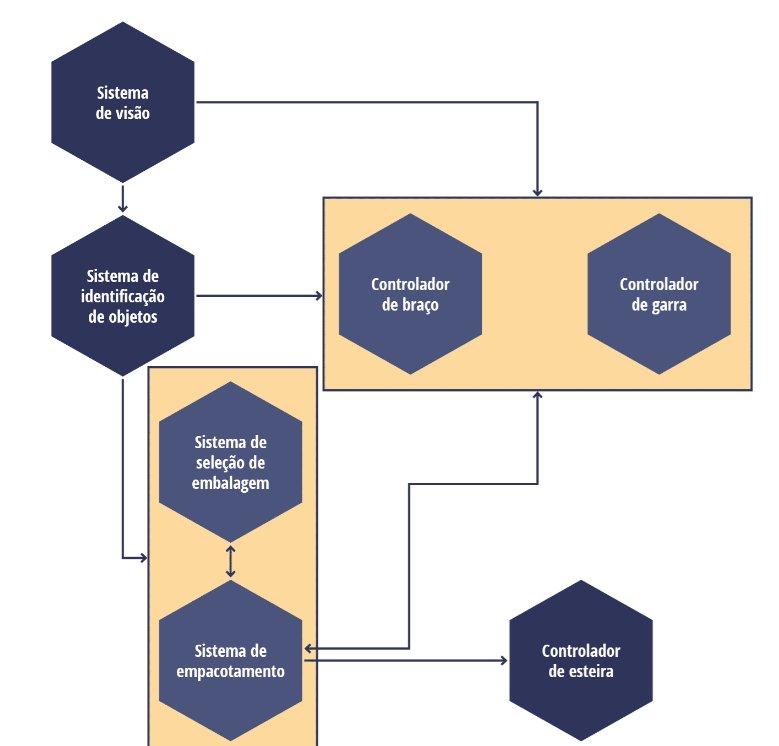 Sistema
de visão
Sistema de
identificação
de objetos
Controlador
de braço
Controlador
de garra
Sistema de
seleção de
embalagem
Sistema de
empacotamento
Controlador
de esteira